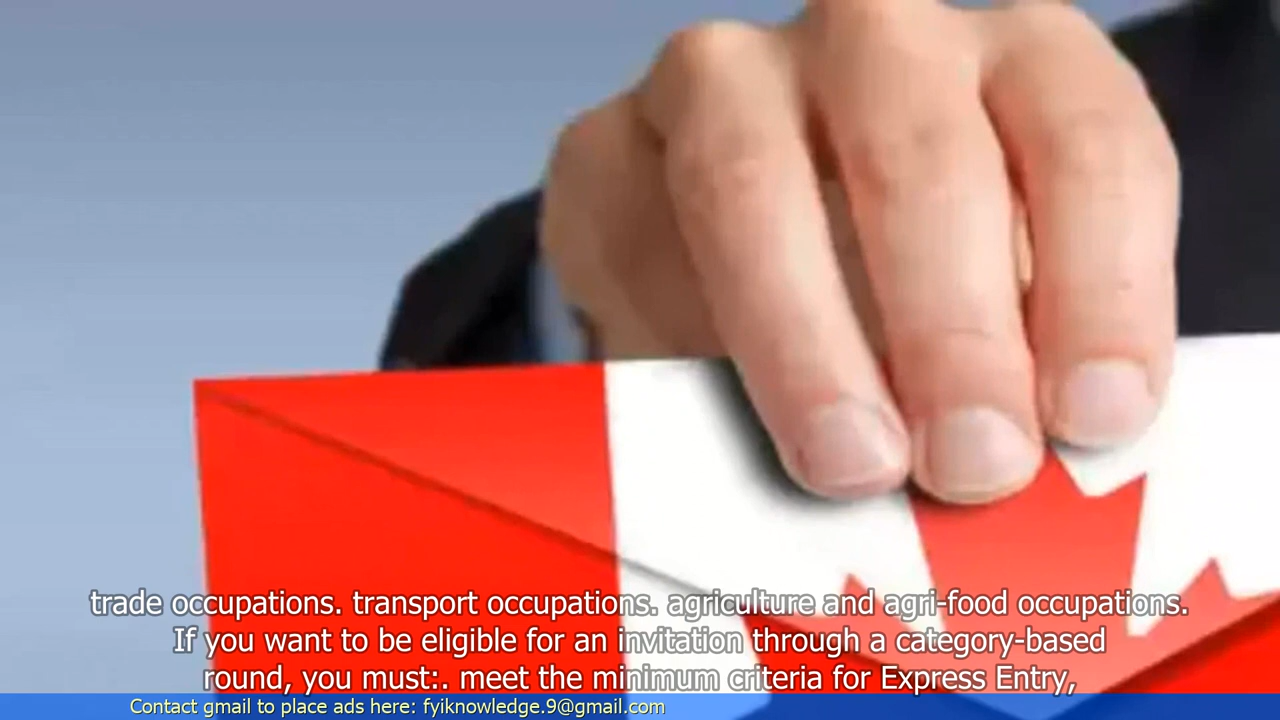 trade occupations. transport occupations. agriculture and agri-food occupations.
If you want to be eligible for an invitation through a category-based
round, you must:. meet the minimum criteria for Express Entry,
Contact gmail to place ads here: fyiknowledge.9@gmail.com